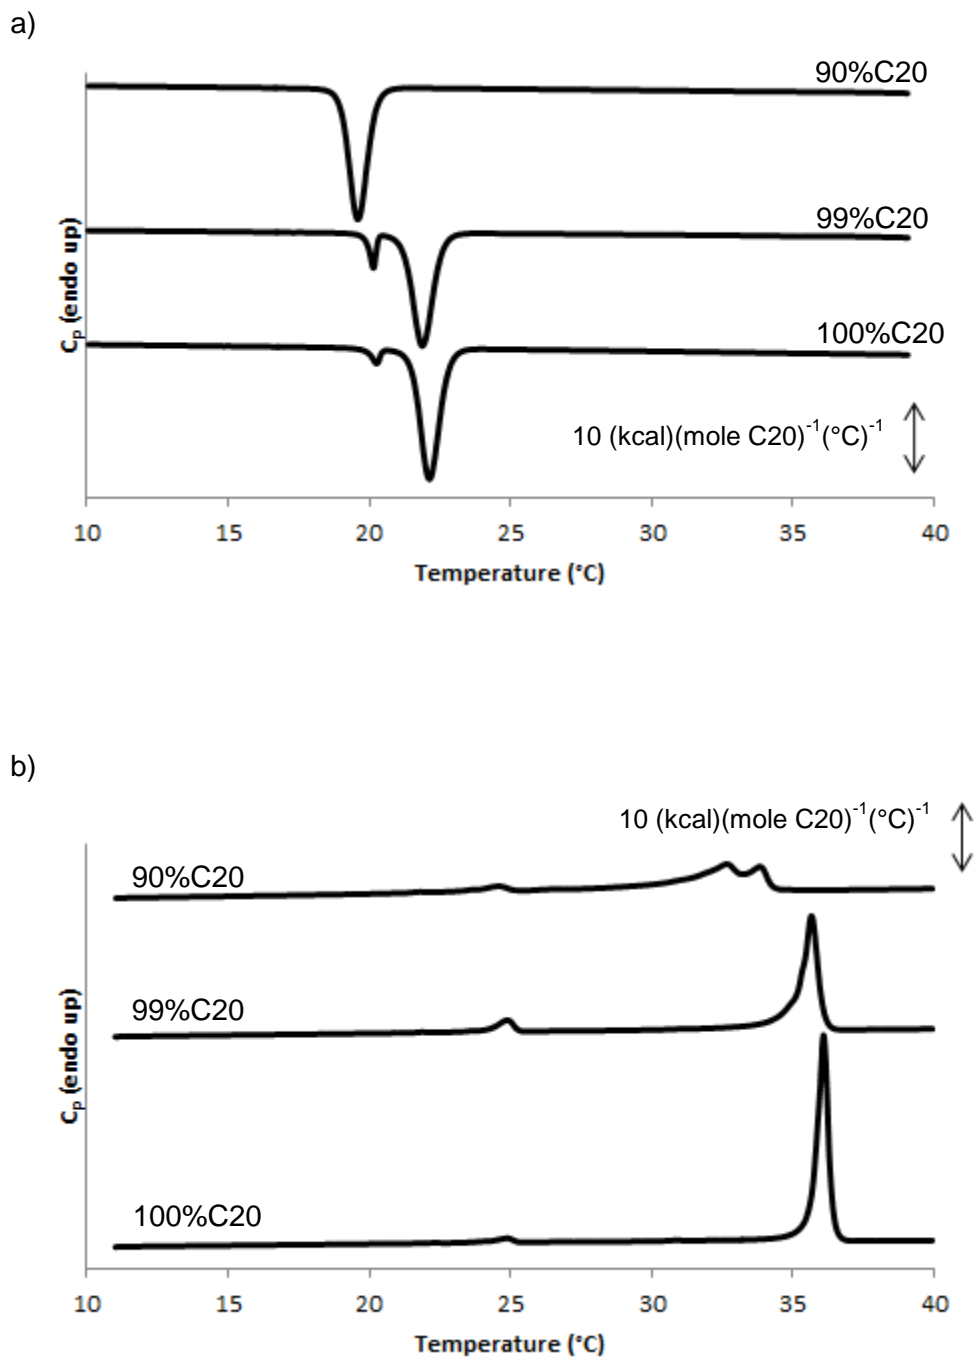 a)
90%C20
99%C20
100%C20
10 (kcal)(mole C20)⁻¹(°C)⁻¹
Cₚ (endo up)
10 15 20 25 30 35 40
Temperature (°C)
b)
10 (kcal)(mole C20)⁻¹(°C)⁻¹
90%C20
99%C20
100%C20
Cₚ (endo up)
10 15 20 25 30 35 40
Temperature (°C)